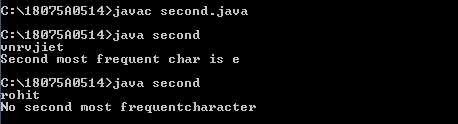 C:\18075A0514>javac second.java
C:\18075A0514>java second
vnrvjiet
Second most frequent char is e
C:\18075A0514>java second
rohit
No second most frequentcharacter